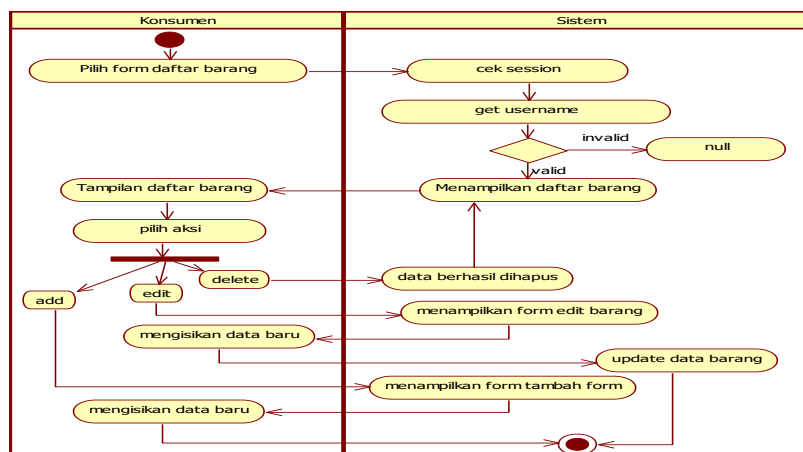 Konsumen
Sistem
Pilih form daftar barang
cek session
get username
invalid
null
valid
Tampilan daftar barang
Menampilkan daftar barang
pilih aksi
delete
data berhasil dihapus
edit
add
menampilkan form edit barang
mengisikan data baru
update data barang
menampilkan form tambah form
mengisikan data baru